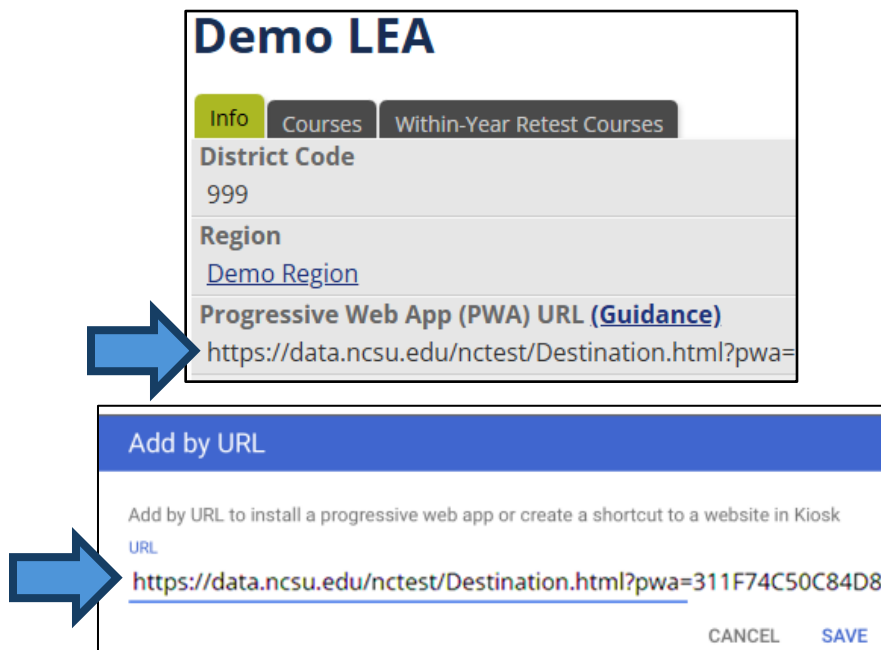 Demo LEA
Info Courses Within-Year Retest Courses
District Code
999
Region
Demo Region
Progressive Web App (PWA) URL (Guidance)
https://data.ncsu.edu/nctest/Destination.html?pwa=
Add by URL
Add by URL to install a progressive web app or create a shortcut to a website in Kiosk
URL
https://data.ncsu.edu/nctest/Destination.html?pwa=311F74C50C84D8
CANCEL SAVE